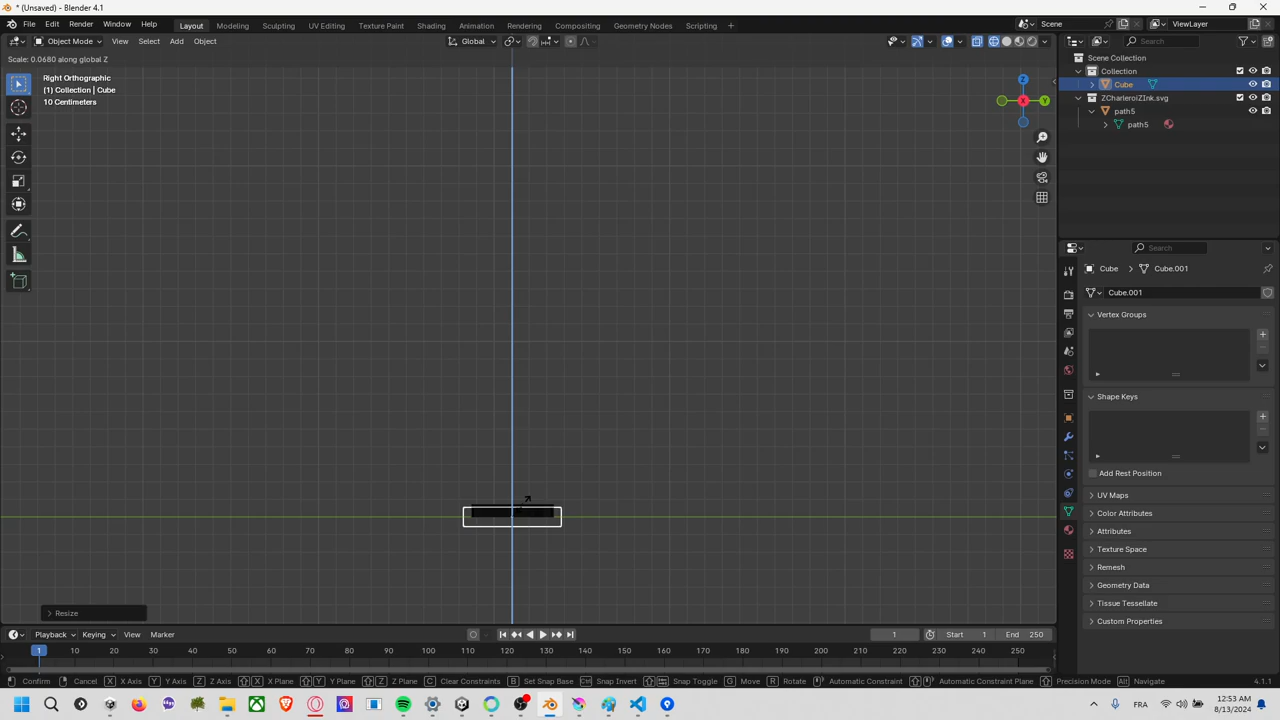 * (Unsaved) - Blender 4.1
File Edit Render Window Help Layout Modeling Sculpting UV Editing Texture Paint Shading Animation Rendering Compositing Geometry Nodes Scripting + Scene ViewLayer
Object Mode View Select Add Object Global Search
Scale: 0.0680 along global Z
Right Orthographic
(1) Collection | Cube
10 Centimeters
Z
X
Y
Resize
Scene Collection
Collection
Cube
ZCharleroiZInk.svg
path5
path5
Search
Cube Cube.001
Cube.001
Vertex Groups
Shape Keys
Add Rest Position
UV Maps
Color Attributes
Attributes
Texture Space
Remesh
Geometry Data
Tissue Tessellate
Custom Properties
Playback Keying View Marker 1 Start 1 End 250
1 10 20 30 40 50 60 70 80 90 100 110 120 130 140 150 160 170 180 190 200 210 220 230 240 250
Confirm Cancel X X Axis Y Y Axis Z Z Axis X X Plane Y Y Plane Z Z Plane C Clear Constraints B Set Snap Base Ctrl Snap Invert Snap Toggle G Move R Rotate Automatic Constraint Automatic Constraint Plane Precision Mode Alt Navigate 4.1.1
FRA 12:33 AM
8/13/2024